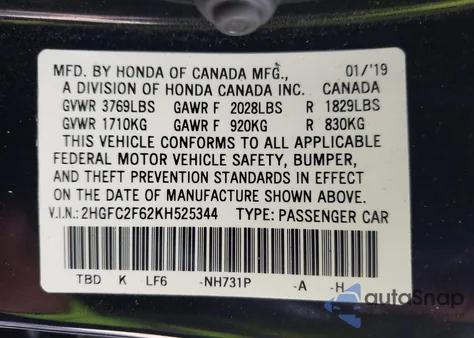 MFD. BY HONDA OF CANADA MFG., 01/'19
A DIVISION OF HONDA CANADA INC. CANADA
GVWR 3769LBS GAWR F 2028LBS R 1829LBS
GVWR 1710KG GAWR F 920KG R 830KG
THIS VEHICLE CONFORMS TO ALL APPLICABLE
FEDERAL MOTOR VEHICLE SAFETY, BUMPER,
AND THEFT PREVENTION STANDARDS IN EFFECT
ON THE DATE OF MANUFACTURE SHOWN ABOVE.
V.I.N.: 2HGFC2F62KH525344 TYPE: PASSENGER CAR
TBD K LF6 -NH731P -A -H
autoSnap